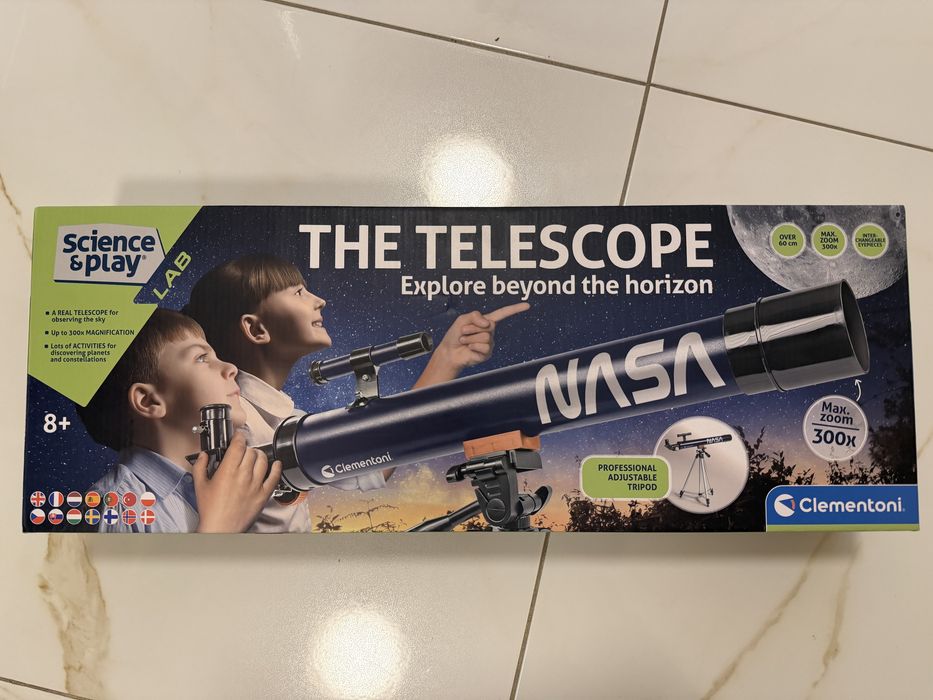 Science
& play®
LAB
THE TELESCOPE
Explore beyond the horizon
OVER
60 cm
MAX.
ZOOM
300x
INTER-
CHANGEABLE
EYEPIECES
A REAL TELESCOPE for
observing the sky
Up to 300x MAGNIFICATION
Lots of ACTIVITIES for
discovering planets
and constellations
8+
NASA
Clementoni
Max.
zoom
300x
PROFESSIONAL
ADJUSTABLE
TRIPOD
NASA
Clementoni®